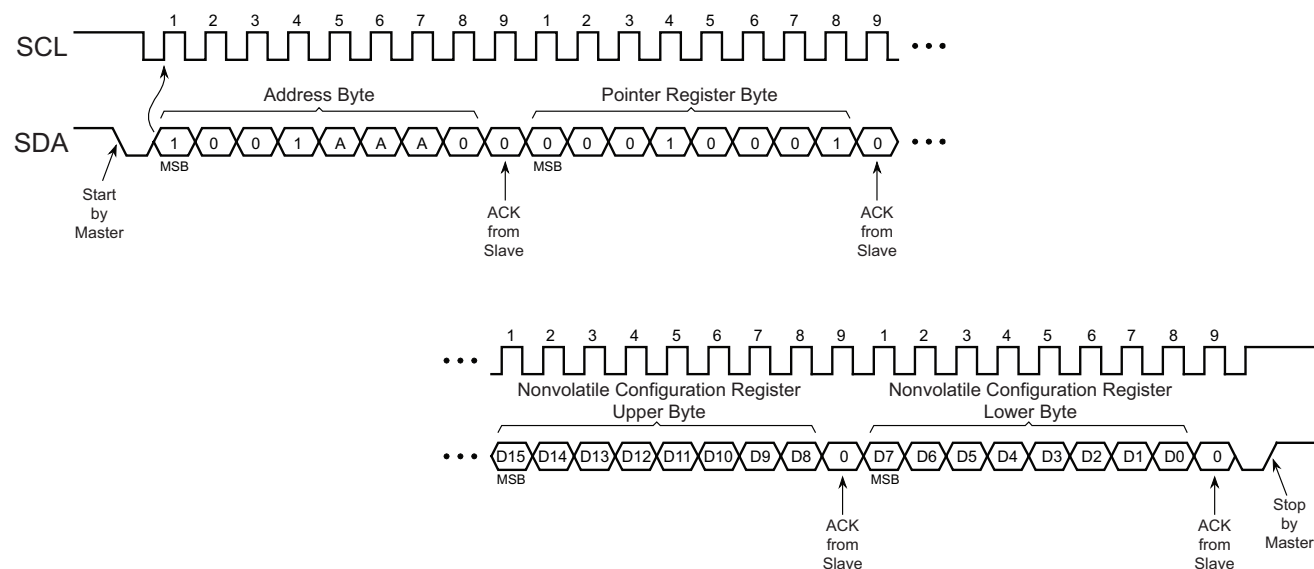 1 2 3 4 5 6 7 8 9 1 2 3 4 5 6 7 8 9
SCL
Address Byte Pointer Register Byte
SDA 1 0 0 1 A A A 0 0 0 0 0 1 0 0 0 1 0
MSB MSB
Start
by
Master
ACK
from
Slave
ACK
from
Slave
1 2 3 4 5 6 7 8 9 1 2 3 4 5 6 7 8 9
Nonvolatile Configuration Register
Upper Byte
Nonvolatile Configuration Register
Lower Byte
D15 D14 D13 D12 D11 D10 D9 D8 0 D7 D6 D5 D4 D3 D2 D1 D0 0
MSB MSB
ACK
from
Slave
ACK
from
Slave
Stop
by
Master